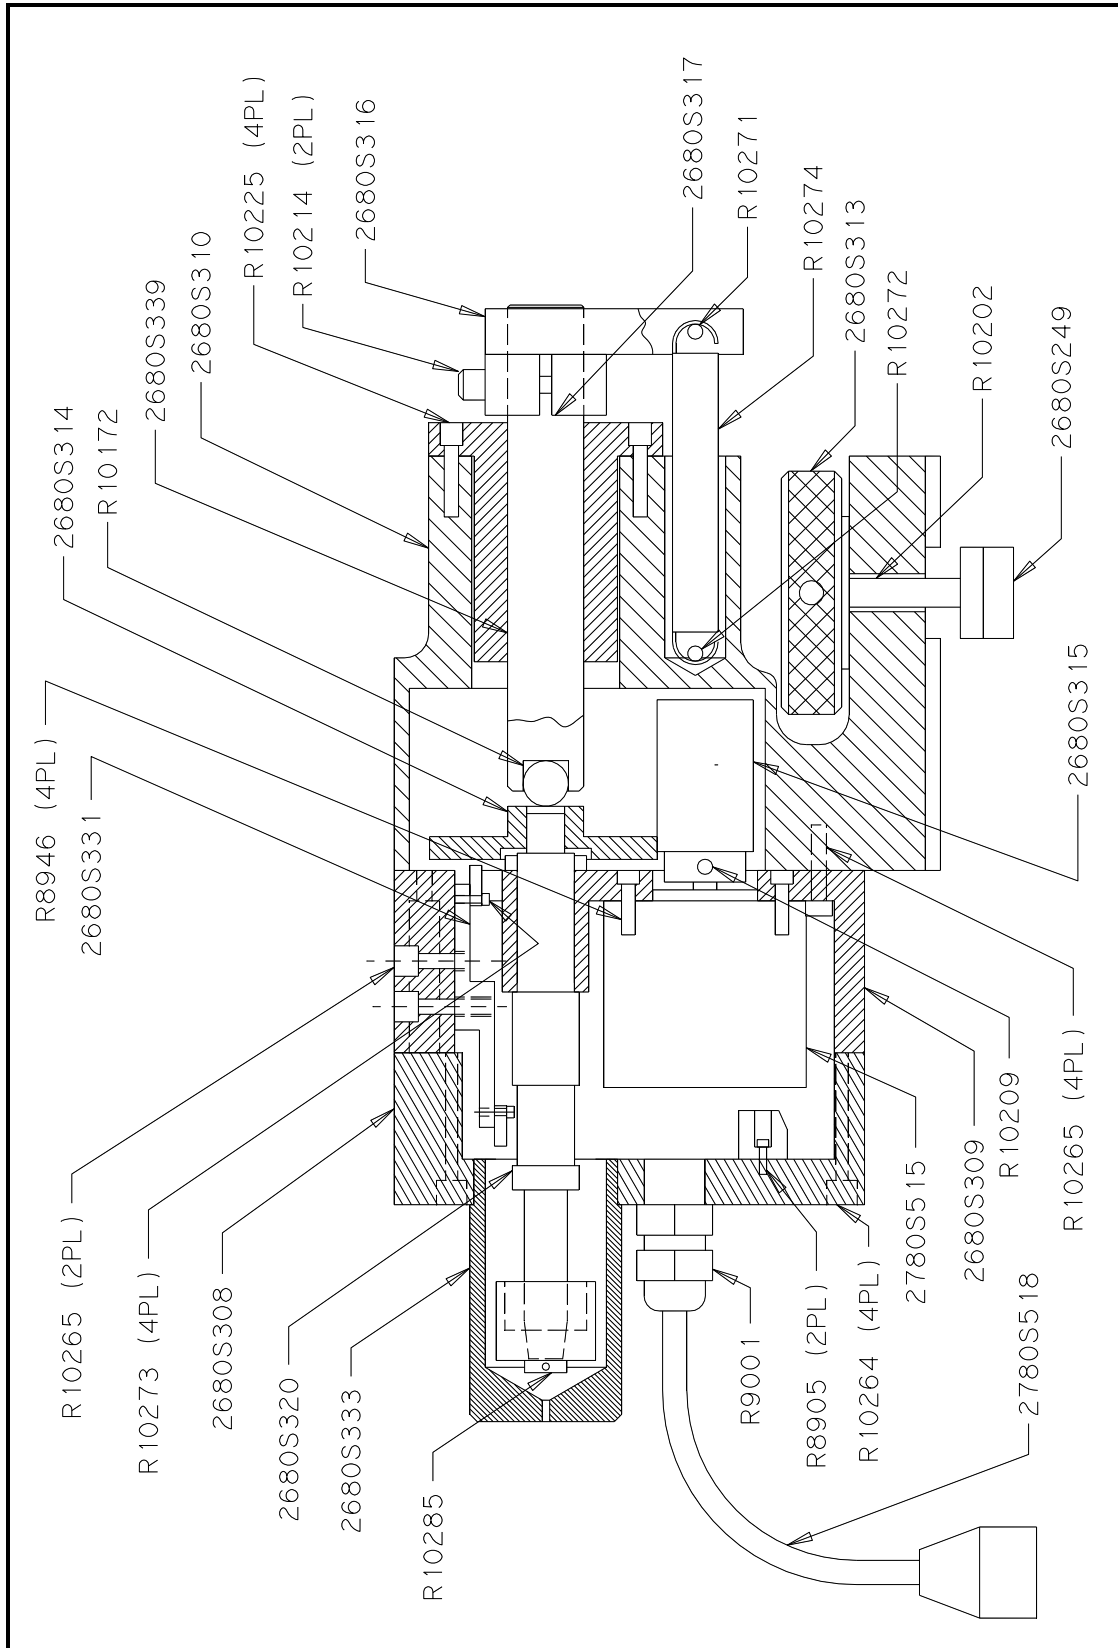 R8946 (4PL)
2680S331
2680S314
R10172
2680S339
2680S310
R10225 (4PL)
R10214 (2PL)
2680S316
2680S317
R10271
R10274
2680S313
R10272
R10202
2680S249
2680S315
R10265 (4PL)
R10209
2680S309
2780S515
R10264 (4PL)
R8905 (2PL)
R9001
2780S518
R10285
2680S333
2680S320
2680S308
R10273 (4PL)
R10265 (2PL)